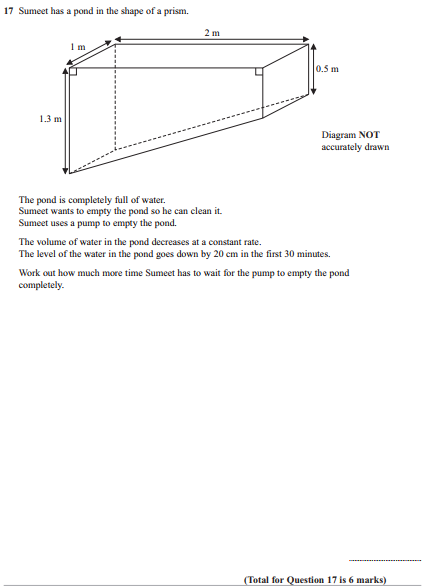 17 Sumeet has a pond in the shape of a prism.
2 m
1 m
0.5 m
1.3 m
Diagram NOT
accurately drawn
The pond is completely full of water.
Sumeet wants to empty the pond so he can clean it.
Sumeet uses a pump to empty the pond.
The volume of water in the pond decreases at a constant rate.
The level of the water in the pond goes down by 20 cm in the first 30 minutes.
Work out how much more time Sumeet has to wait for the pump to empty the pond
completely.
(Total for Question 17 is 6 marks)